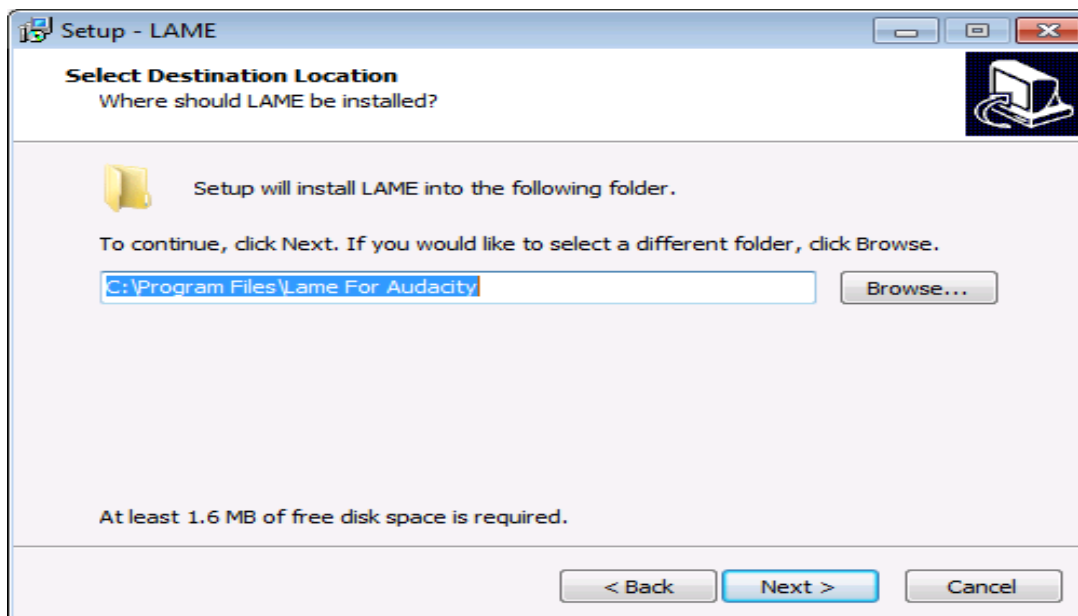 Setup - LAME
Select Destination Location
Where should LAME be installed?
Setup will install LAME into the following folder.
To continue, click Next. If you would like to select a different folder, click Browse.
C:\Program Files\Lame For Audacity
Browse...
At least 1.6 MB of free disk space is required.
< Back
Next >
Cancel